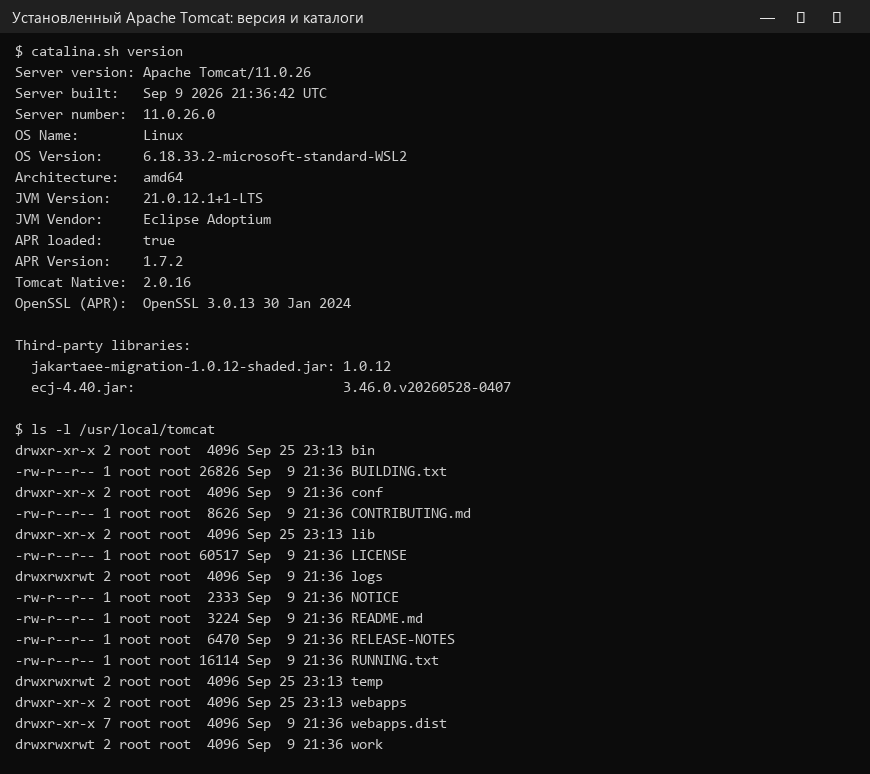 Установленный Apache Tomcat: версия и каталоги
$ catalina.sh version
Server version: Apache Tomcat/11.0.26
Server built:   Sep 9 2026 21:36:42 UTC
Server number:  11.0.26.0
OS Name:        Linux
OS Version:     6.18.33.2-microsoft-standard-WSL2
Architecture:   amd64
JVM Version:    21.0.12.1+1-LTS
JVM Vendor:     Eclipse Adoptium
APR loaded:     true
APR Version:    1.7.2
Tomcat Native:  2.0.16
OpenSSL (APR):  OpenSSL 3.0.13 30 Jan 2024
Third-party libraries:
  jakartaee-migration-1.0.12-shaded.jar: 1.0.12
  ecj-4.40.jar:                          3.46.0.v20260528-0407
$ ls -l /usr/local/tomcat
drwxr-xr-x 2 root root  4096 Sep 25 23:13 bin
-rw-r--r-- 1 root root 26826 Sep  9 21:36 BUILDING.txt
drwxr-xr-x 2 root root  4096 Sep  9 21:36 conf
-rw-r--r-- 1 root root  8626 Sep  9 21:36 CONTRIBUTING.md
drwxr-xr-x 2 root root  4096 Sep 25 23:13 lib
-rw-r--r-- 1 root root 60517 Sep  9 21:36 LICENSE
drwxrwxrwt 2 root root  4096 Sep  9 21:36 logs
-rw-r--r-- 1 root root  2333 Sep  9 21:36 NOTICE
-rw-r--r-- 1 root root  3224 Sep  9 21:36 README.md
-rw-r--r-- 1 root root  6470 Sep  9 21:36 RELEASE-NOTES
-rw-r--r-- 1 root root 16114 Sep  9 21:36 RUNNING.txt
drwxrwxrwt 2 root root  4096 Sep 25 23:13 temp
drwxr-xr-x 2 root root  4096 Sep 25 23:13 webapps
drwxr-xr-x 7 root root  4096 Sep  9 21:36 webapps.dist
drwxrwxrwt 2 root root  4096 Sep  9 21:36 work